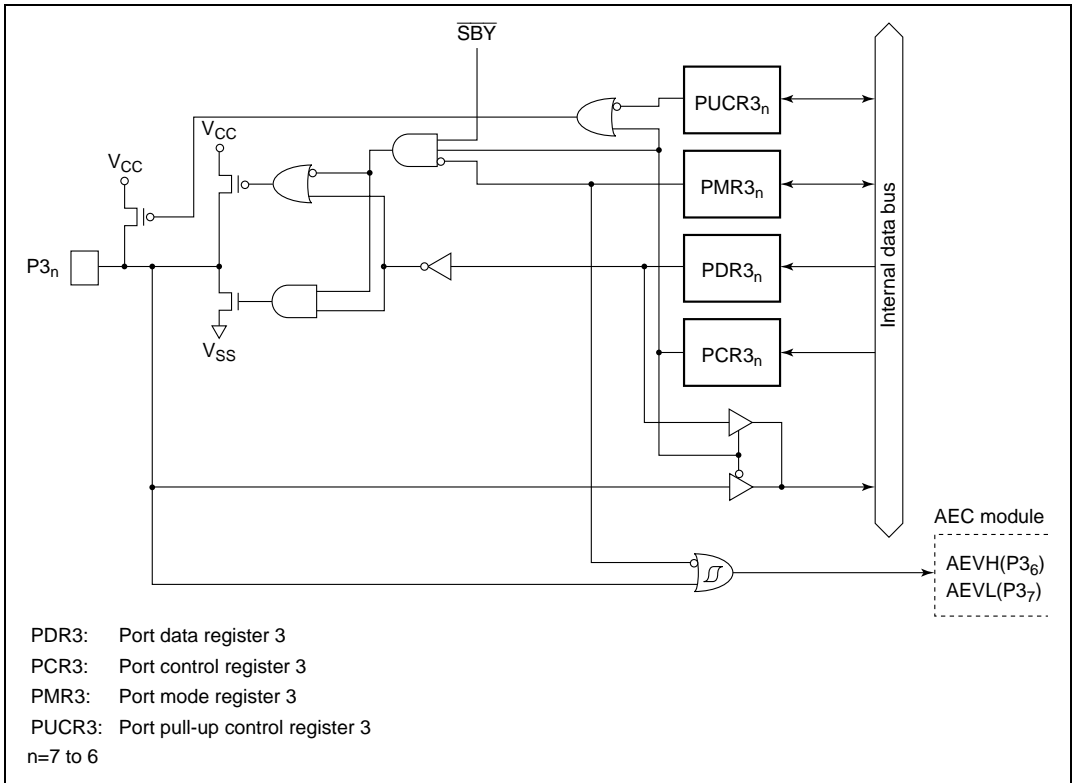 SBY
PUCR3n
VCC
VCC
PMR3n
P3n
PDR3n
Internal data bus
PCR3n
VSS
AEC module
AEVH(P36)
AEVL(P37)
PDR3: Port data register 3
PCR3: Port control register 3
PMR3: Port mode register 3
PUCR3: Port pull-up control register 3
n=7 to 6